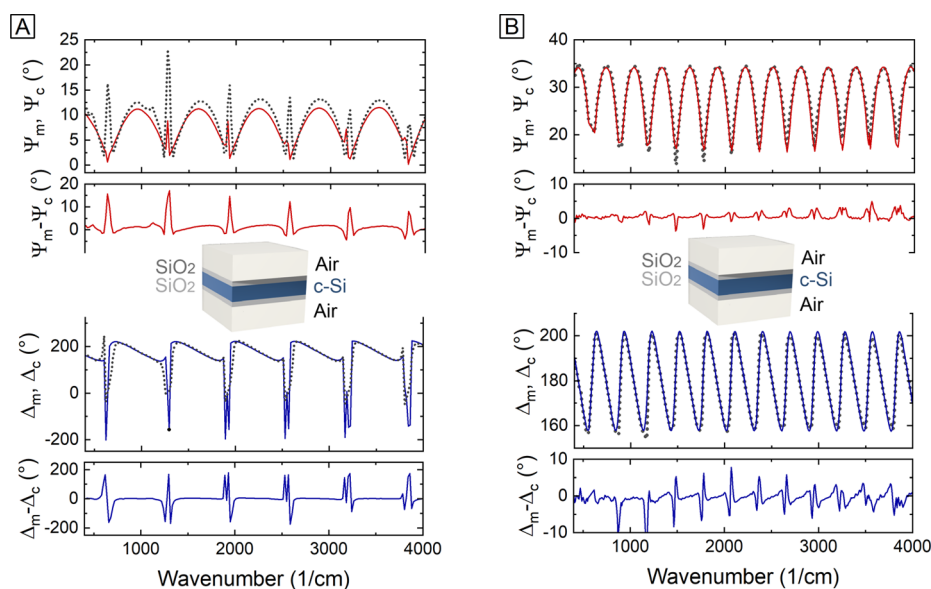 A
25
20
15
10
5
0
Ψm, Ψc (°)
20
10
0
Ψm-Ψc (°)
SiO2
SiO2
Air
c-Si
Air
200
0
-200
Δm, Δc (°)
200
0
-200
Δm-Δc (°)
1000 2000 3000 4000
Wavenumber (1/cm)
B
40
30
20
Ψm, Ψc (°)
10
0
-10
Ψm-Ψc (°)
SiO2
SiO2
Air
c-Si
Air
200
180
160
Δm, Δc (°)
10
0
-10
Δm-Δc (°)
1000 2000 3000 4000
Wavenumber (1/cm)